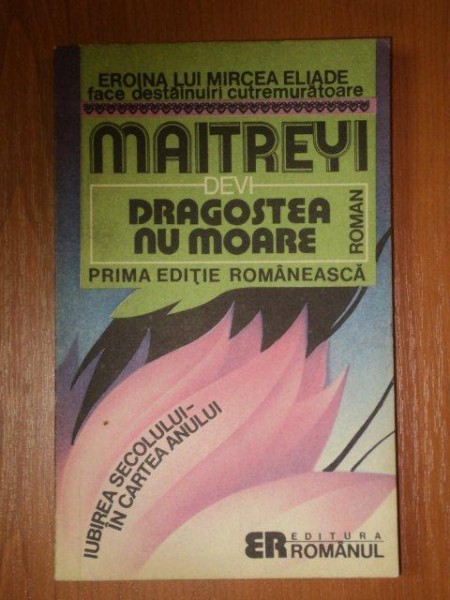 EROINA LUI MIRCEA ELIADE
face destăinuiri cutremurătoare
MAITREYI
DEVI
DRAGOSTEA
NU MOARE
ROMAN
PRIMA EDIŢIE ROMÂNEASCĂ
IUBIREA SECOLULUI-
ÎN CARTEA ANULUI
ER EDITURA
ROMÂNUL